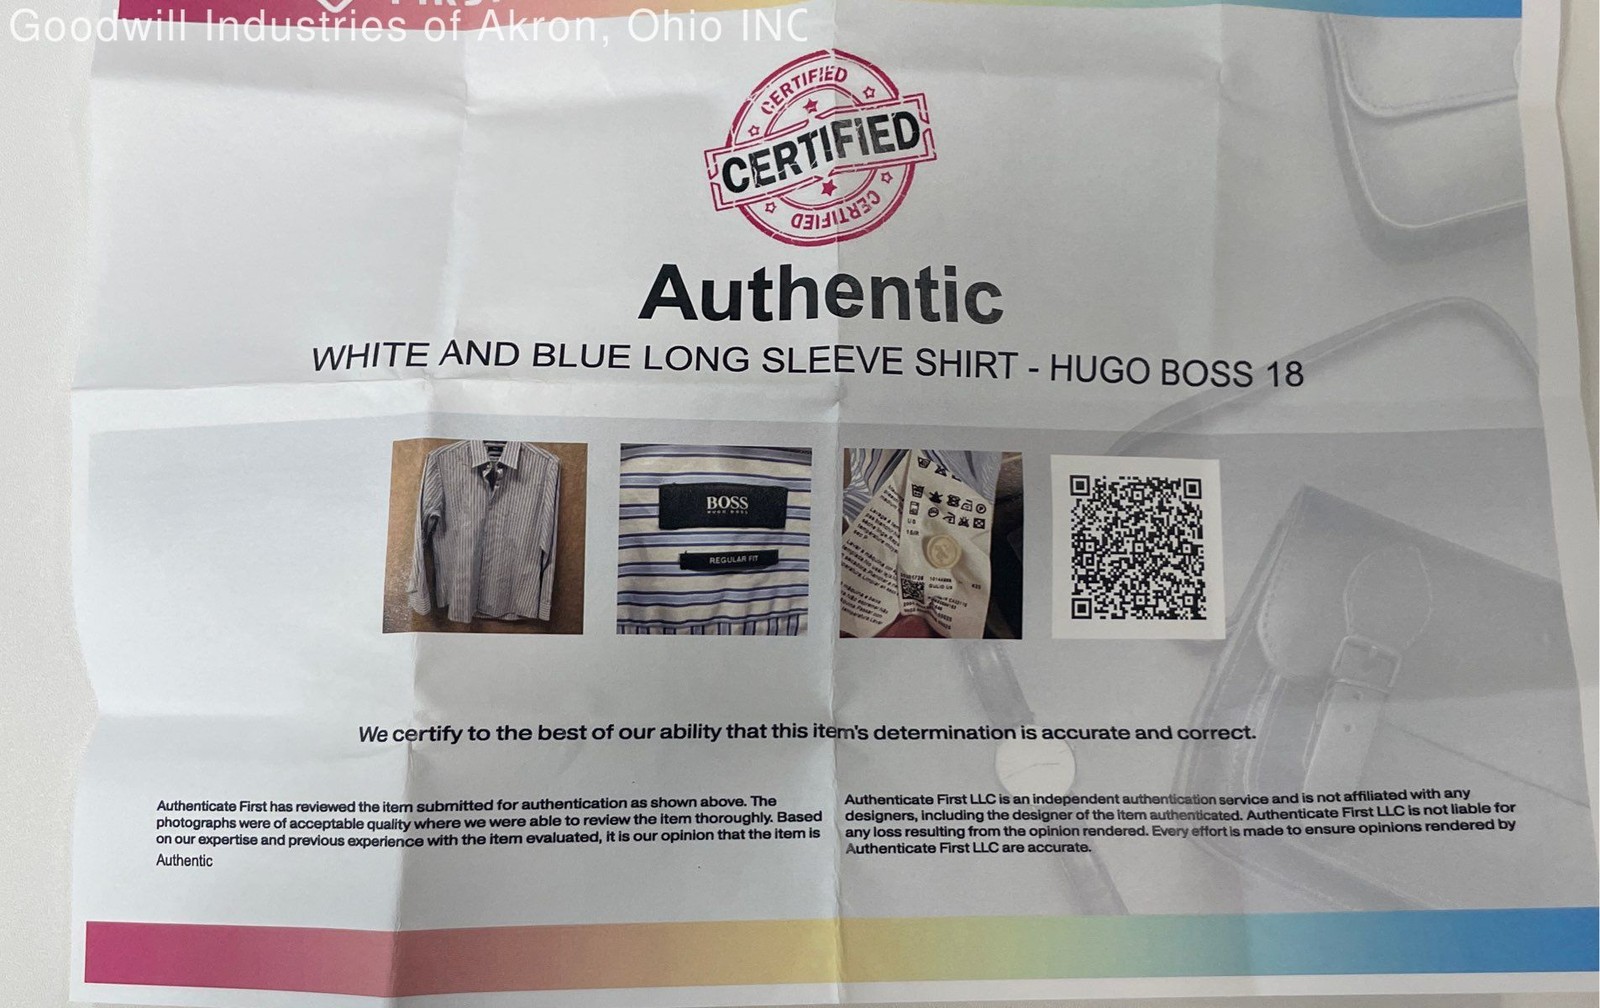 Goodwill Industries of Akron, Ohio INC
FIRST
CERTIFIED
CERTIFIED
CERTIFIED
Authentic
WHITE AND BLUE LONG SLEEVE SHIRT - HUGO BOSS 18
BOSS
HUGO BOSS
REGULAR FIT
US
We certify to the best of our ability that this item's determination is accurate and correct.
Authenticate First has reviewed the item submitted for authentication as shown above. The
photographs were of acceptable quality where we were able to review the item thoroughly. Based
on our expertise and previous experience with the item evaluated, it is our opinion that the item is
Authentic
Authenticate First LLC is an independent authentication service and is not affiliated with any
designers, including the designer of the item authenticated. Authenticate First LLC is not liable for
any loss resulting from the opinion rendered. Every effort is made to ensure opinions rendered by
Authenticate First LLC are accurate.